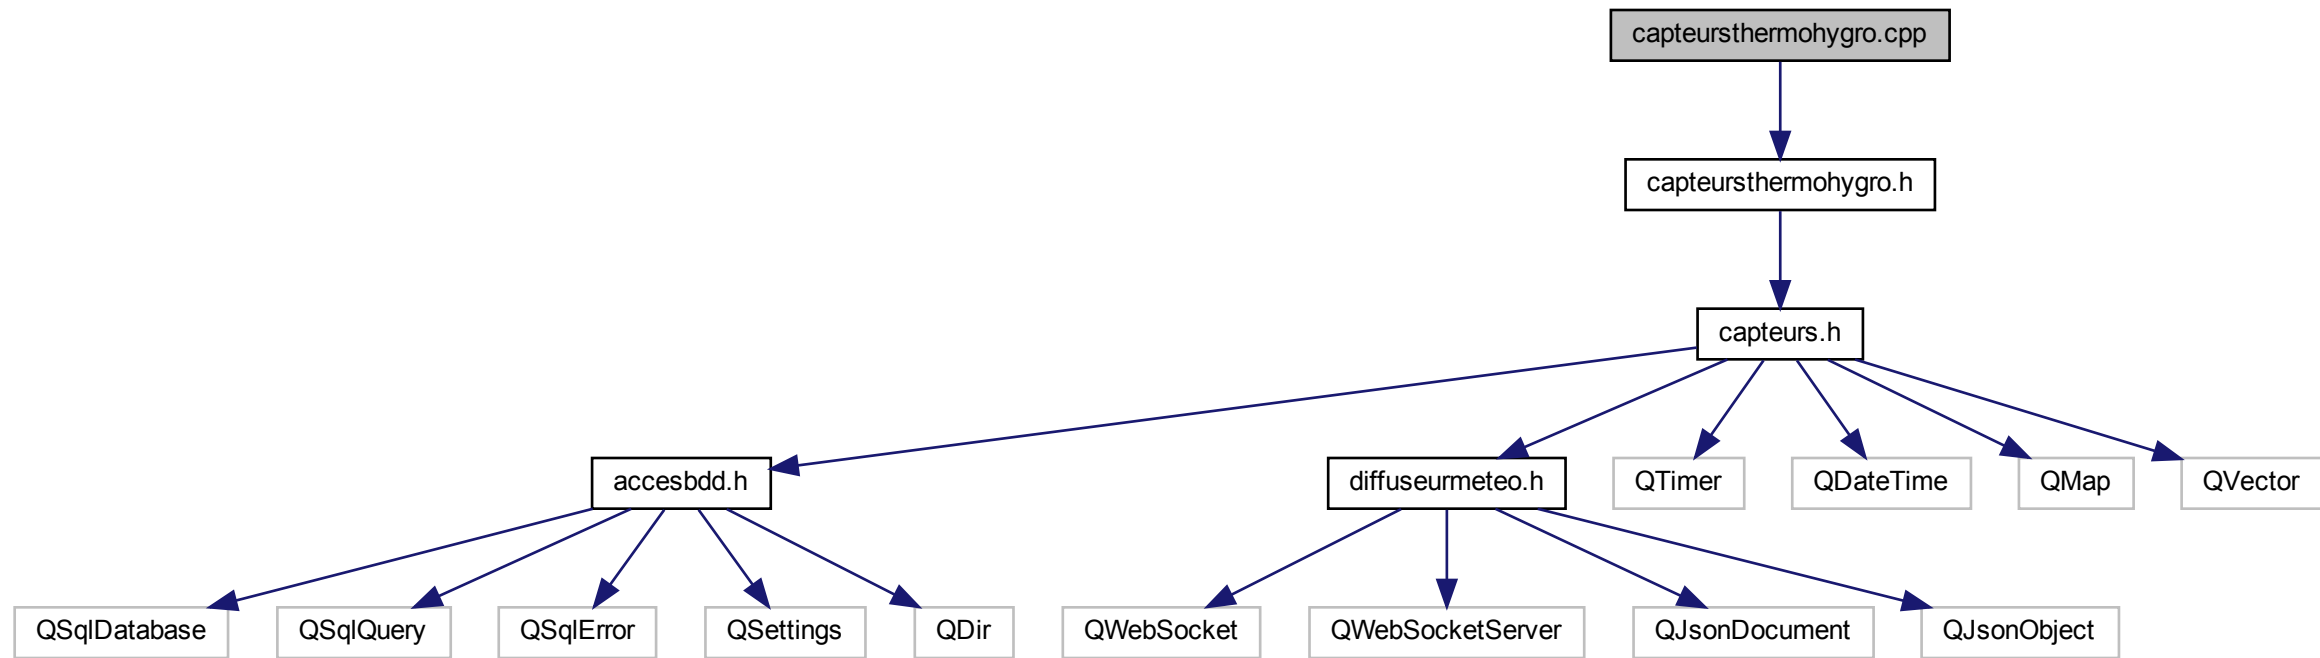 capteursthermohygro.cpp
capteursthermohygro.h
capteurs.h
accesbdd.h
diffuseurmeteo.h
QTimer
QDateTime
QMap
QVector
QSqlDatabase
QSqlQuery
QSqlError
QSettings
QDir
QWebSocket
QWebSocketServer
QJsonDocument
QJsonObject